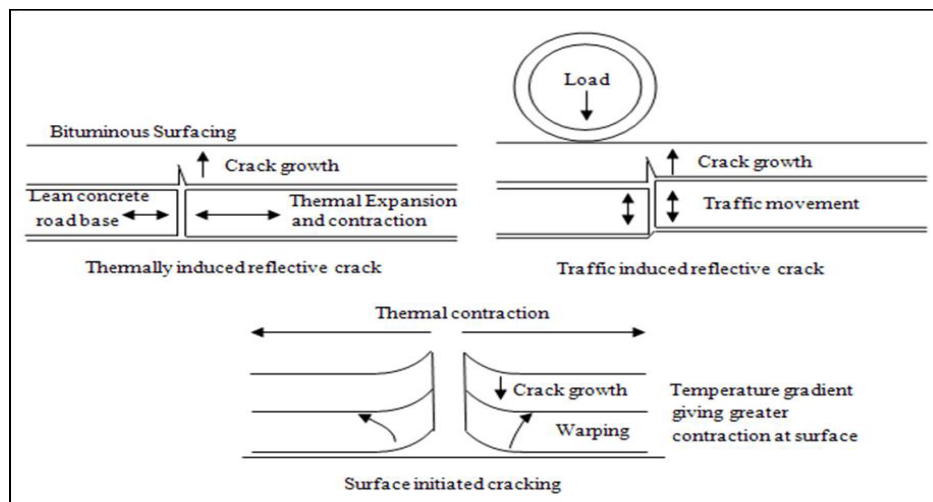 Load
Bituminous Surfacing
Crack growth
Lean concrete
road base
Thermal Expansion
and contraction
Thermally induced reflective crack
Crack growth
Traffic movement
Traffic induced reflective crack
Thermal contraction
Crack growth
Warping
Temperature gradient
giving greater
contraction at surface
Surface initiated cracking